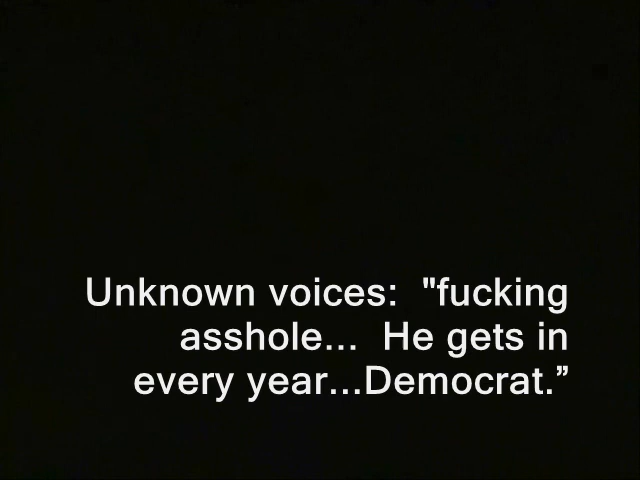 Unknown voices:  "fucking
asshole...  He gets in
every year...Democrat.”